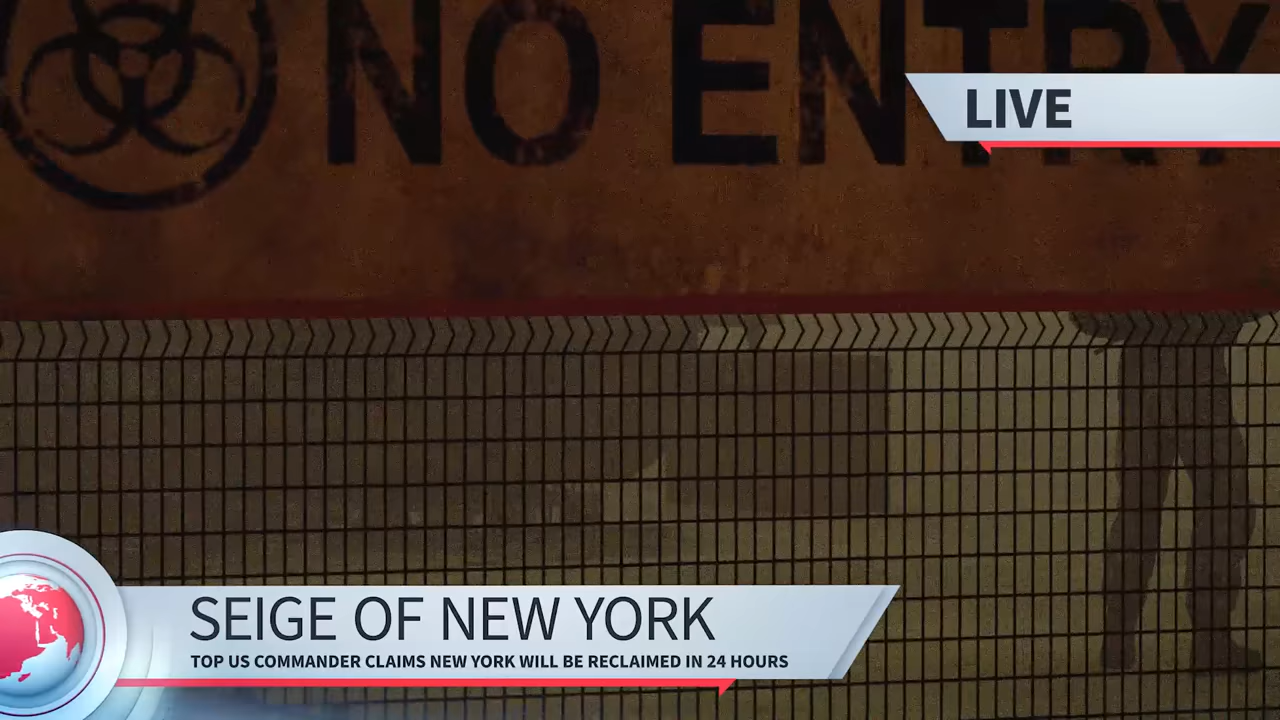 NO ENTRY
LIVE
SEIGE OF NEW YORK
TOP US COMMANDER CLAIMS NEW YORK WILL BE RECLAIMED IN 24 HOURS